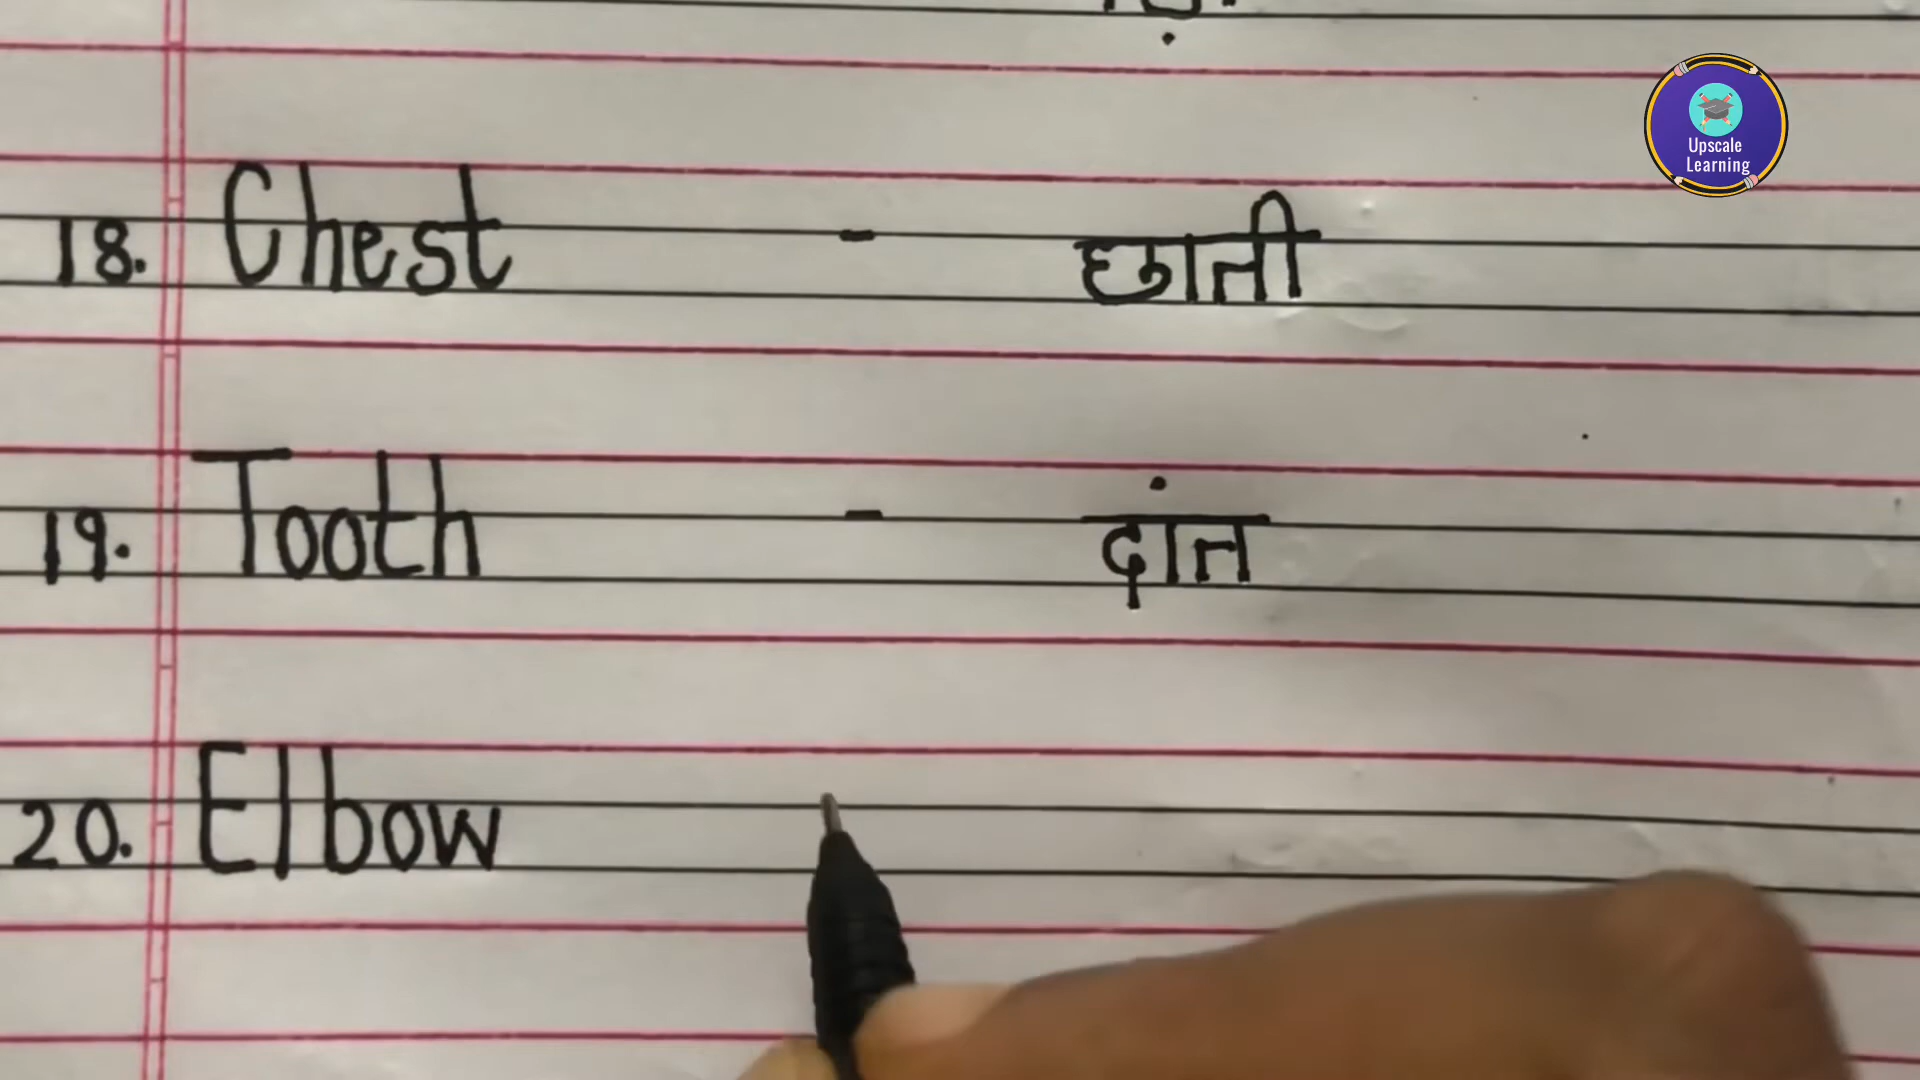 Upscale
Learning
18. Chest - छाती
19. Tooth - दांत
20. Elbow